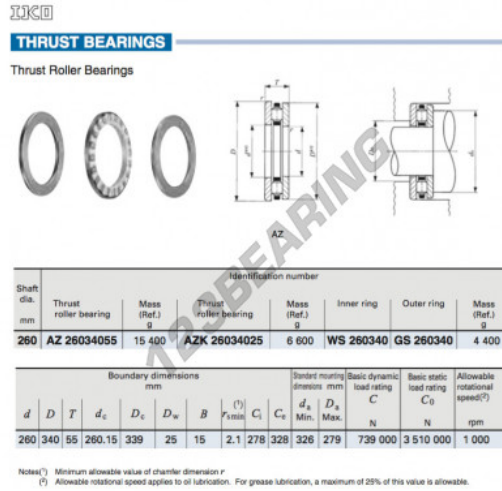 IKO
THRUST BEARINGS
Thrust Roller Bearings
T
r
D
d
AZ
123BEARING
Identification number
Shaft dia. mm
Thrust roller bearing
Mass (Ref.) g
Thrust roller bearing
Mass (Ref.) g
Inner ring
Outer ring
Mass (Ref.) g
260 AZ 26034055 15 400 AZK 26034025 6 600 WS 260340 GS 260340 4 400
Boundary dimensions mm
Standard mounting dimensions mm
Basic dynamic load rating
Basic static load rating
Allowable rotational speed(2)
d D T dc Dc Dw B rs min(1) Ci Ce da Min. Da Max. C N C0 N rpm
260 340 55 260.15 339 25 15 2.1 278 328 326 279 739 000 3 510 000 1 000
Notes(1) Minimum allowable value of chamfer dimension r
(2) Allowable rotational speed applies to oil lubrication. For grease lubrication, a maximum of 25% of this value is allowable.